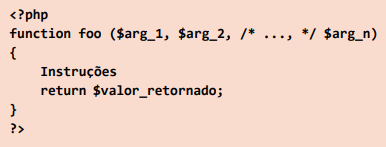 <?php
function foo ($arg_1, $arg_2, /* ..., */ $arg_n)
{
    Instruções
    return $valor_retornado;
}
?>